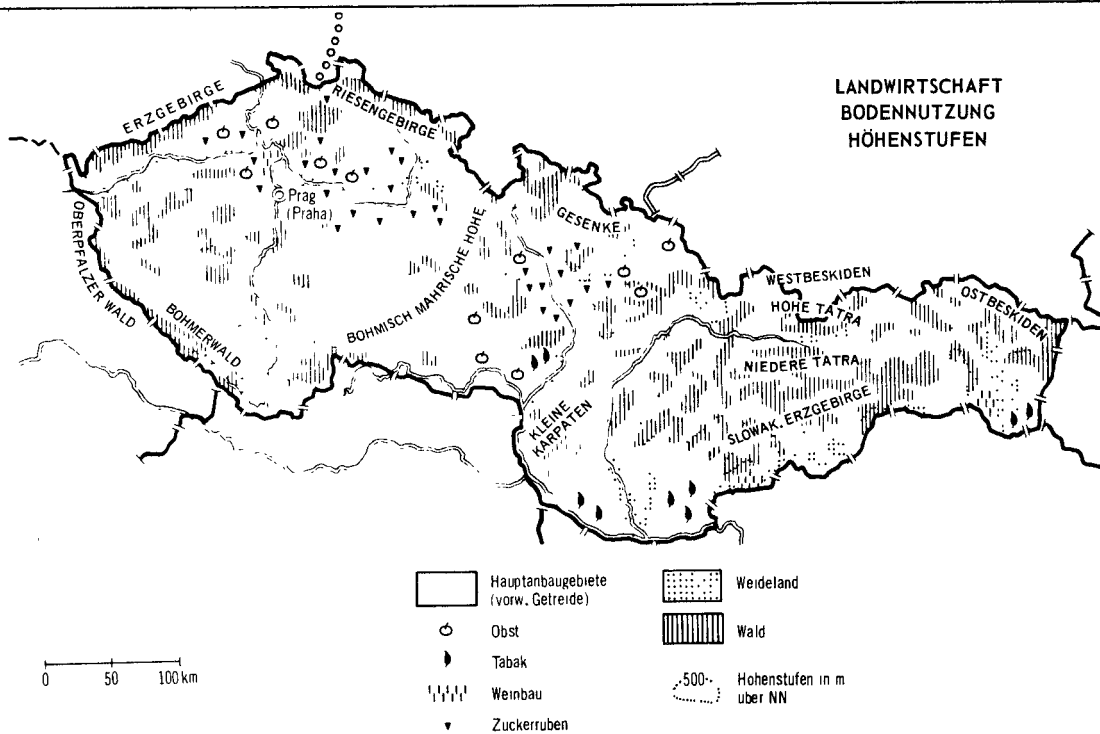 LANDWIRTSCHAFT
BODENNUTZUNG
HÖHENSTUFEN
ERZGEBIRGE
RIESENGEBIRGE
Prag
(Praha)
OBERPFALZER WALD
BOHMERWALD
BOHMISCH MAHRISCHE HOHE
GESENKE
WESTBESKIDEN
HOHE TATRA
OSTBESKIDEN
NIEDERE TATRA
SLOWAK. ERZGEBIRGE
KLEINE
KARPATEN
Hauptanbaugebiete
(vorw. Getreide)
Obst
Tabak
Weinbau
Zuckerruben
Weideland
Wald
500
Hohenstufen in m
uber NN
0 50 100 km